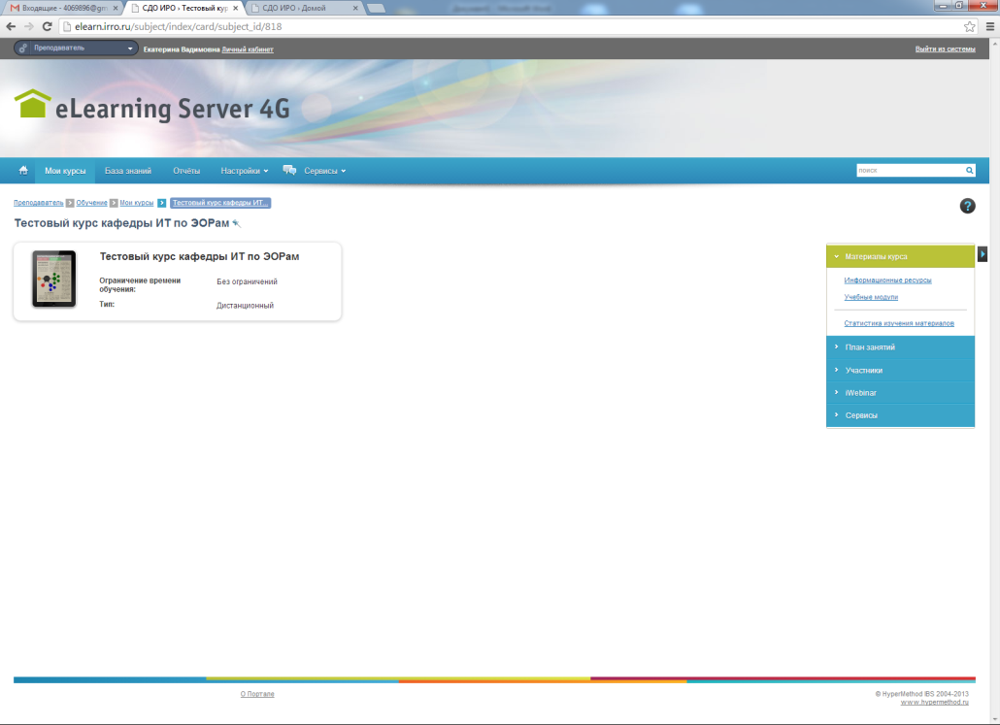 Входящие - 4069896@gm
СДО ИРО › Тестовый кур
СДО ИРО - Домой
elearn.irro.ru/subject/index/card/subject_id/818
Преподаватель
Екатерина Вадимовна Личный кабинет
Выйти из системы
eLearning Server 4G
Мои курсы База знаний Отчёты Настройки Сервисы
поиск
Преподаватель Обучение Мои курсы Тестовый курс кафедры ИТ...
?
Тестовый курс кафедры ИТ по ЭОРам
Тестовый курс кафедры ИТ по ЭОРам
Ограничение времени обучения: Без ограничений
Тип: Дистанционный
Материалы курса
Информационные ресурсы
Учебные модули
Статистика изучения материалов
План занятий
Участники
iWebinar
Сервисы
О Портале
© HyperMethod IBS 2004-2013
www.hypermethod.ru